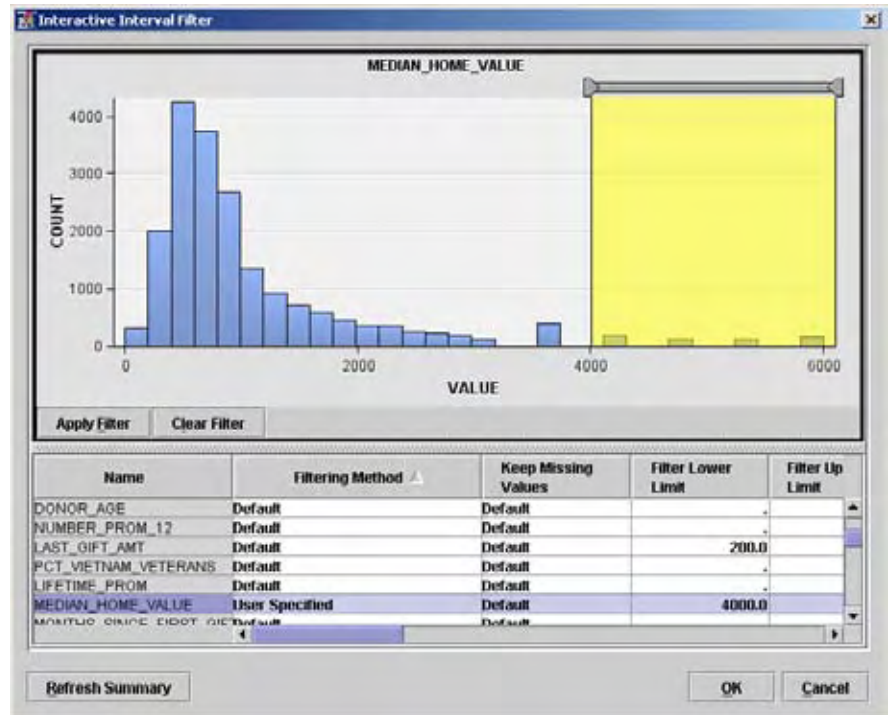 Interactive Interval Filter
MEDIAN_HOME_VALUE
4000
3000
2000
1000
0
COUNT
0 2000 4000 6000
VALUE
Apply Filter Clear Filter
Name Filtering Method Keep Missing Values Filter Lower Limit Filter Up Limit
DONOR_AGE Default Default .
NUMBER_PROM_12 Default Default .
LAST_GIFT_AMT Default Default 200.0
PCT_VIETNAM_VETERANS Default Default .
LIFETIME_PROM Default Default .
MEDIAN_HOME_VALUE User Specified Default 4000.0
MONTHS_SINCE_FIRST_GIF Default Default
Refresh Summary OK Cancel